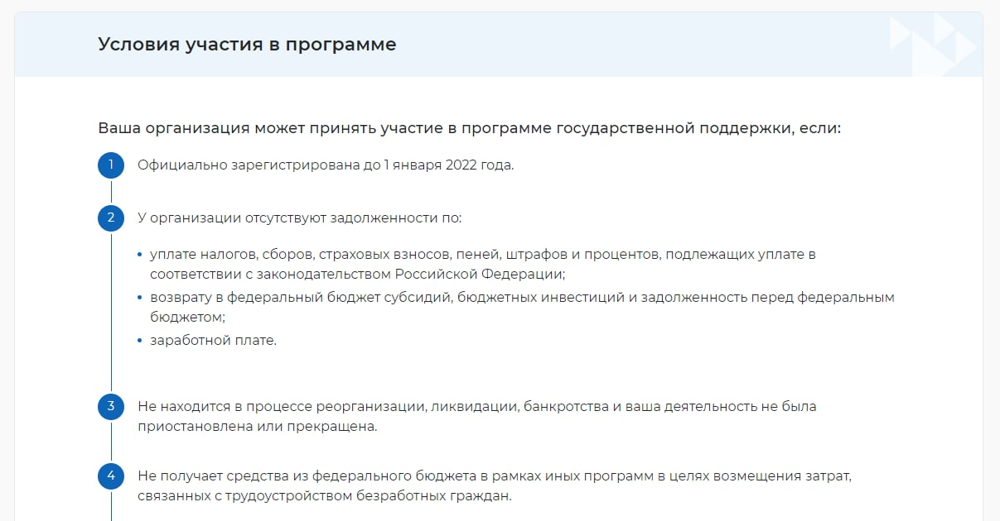 Условия участия в программе
Ваша организация может принять участие в программе государственной поддержки, если:
1 Официально зарегистрирована до 1 января 2022 года.
2 У организации отсутствуют задолженности по:
• уплате налогов, сборов, страховых взносов, пеней, штрафов и процентов, подлежащих уплате в
соответствии с законодательством Российской Федерации;
• возврату в федеральный бюджет субсидий, бюджетных инвестиций и задолженность перед федеральным
бюджетом;
• заработной плате.
3 Не находится в процессе реорганизации, ликвидации, банкротства и ваша деятельность не была
приостановлена или прекращена.
4 Не получает средства из федерального бюджета в рамках иных программ в целях возмещения затрат,
связанных с трудоустройством безработных граждан.